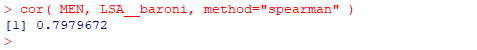 > cor( MEN, LSA__baroni, method="spearman" )
[1] 0.7979672
>